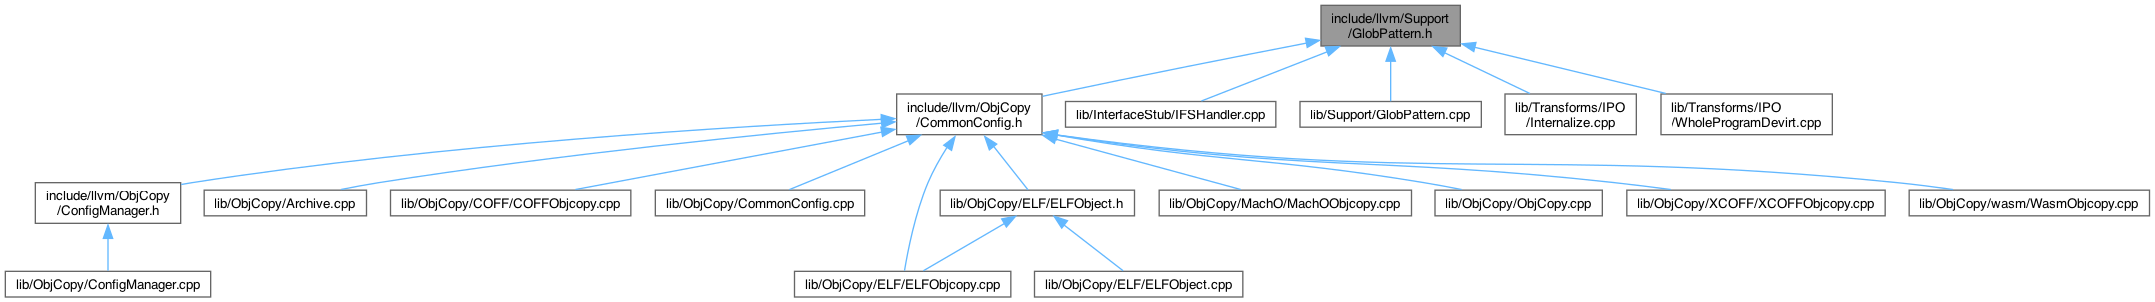 include/llvm/Support
/GlobPattern.h
include/llvm/ObjCopy
/CommonConfig.h
lib/InterfaceStub/IFSHandler.cpp
lib/Support/GlobPattern.cpp
lib/Transforms/IPO
/Internalize.cpp
lib/Transforms/IPO
/WholeProgramDevirt.cpp
include/llvm/ObjCopy
/ConfigManager.h
lib/ObjCopy/Archive.cpp
lib/ObjCopy/COFF/COFFObjcopy.cpp
lib/ObjCopy/CommonConfig.cpp
lib/ObjCopy/ELF/ELFObject.h
lib/ObjCopy/MachO/MachOObjcopy.cpp
lib/ObjCopy/ObjCopy.cpp
lib/ObjCopy/XCOFF/XCOFFObjcopy.cpp
lib/ObjCopy/wasm/WasmObjcopy.cpp
lib/ObjCopy/ConfigManager.cpp
lib/ObjCopy/ELF/ELFObjcopy.cpp
lib/ObjCopy/ELF/ELFObject.cpp